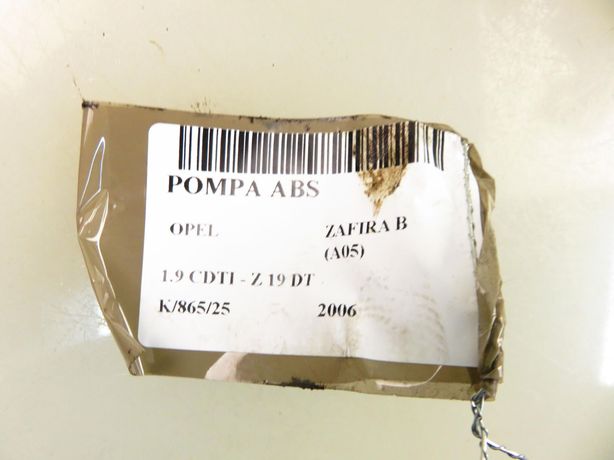 POMPA ABS
OPEL ZAFIRA B
(A05)
1.9 CDTI - Z 19 DT
K/865/25 2006